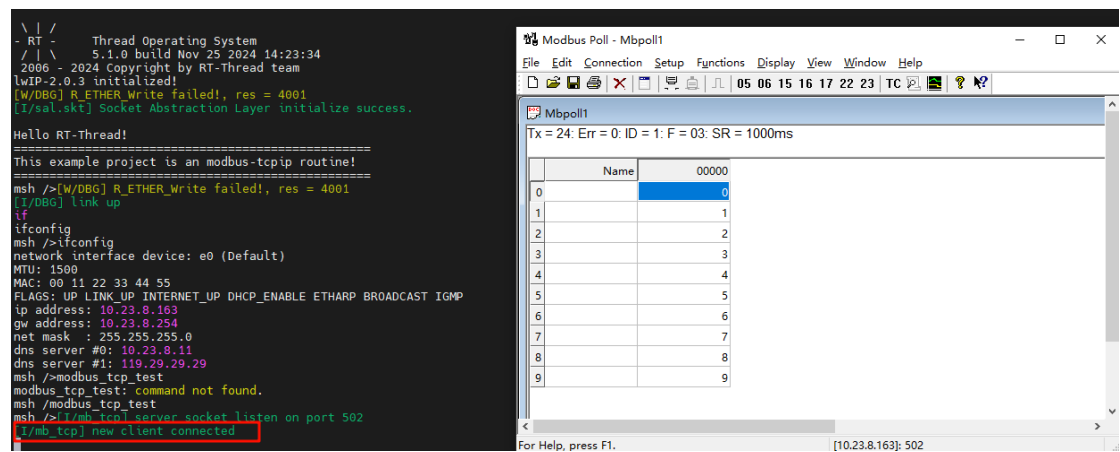 \ | /
- RT -     Thread Operating System
/ | \     5.1.0 build Nov 25 2024 14:23:34
2006 - 2024 Copyright by RT-Thread team
lwIP-2.0.3 initialized!
[W/DBG] R_ETHER_Write failed!, res = 4001
[I/sal.skt] Socket Abstraction Layer initialize success.
Hello RT-Thread!
==================================================
This example project is an modbus-tcpip routine!
==================================================
msh />[W/DBG] R_ETHER_Write failed!, res = 4001
[I/DBG] link up
if
ifconfig
msh />ifconfig
network interface device: e0 (Default)
MTU: 1500
MAC: 00 11 22 33 44 55
FLAGS: UP LINK_UP INTERNET_UP DHCP_ENABLE ETHARP BROADCAST IGMP
ip address: 10.23.8.163
gw address: 10.23.8.254
net mask  : 255.255.255.0
dns server #0: 10.23.8.11
dns server #1: 119.29.29.29
msh />modbus_tcp_test
modbus_tcp_test: command not found.
msh /modbus_tcp_test
msh />[I/mb_tcp] server socket listen on port 502
[I/mb_tcp] new client connected
Modbus Poll - Mbpoll1
File Edit Connection Setup Functions Display View Window Help
05 06 15 16 17 22 23 TC
Mbpoll1
Tx = 24: Err = 0: ID = 1: F = 03: SR = 1000ms
Name 00000
0 0
1 1
2 2
3 3
4 4
5 5
6 6
7 7
8 8
9 9
For Help, press F1. [10.23.8.163]: 502